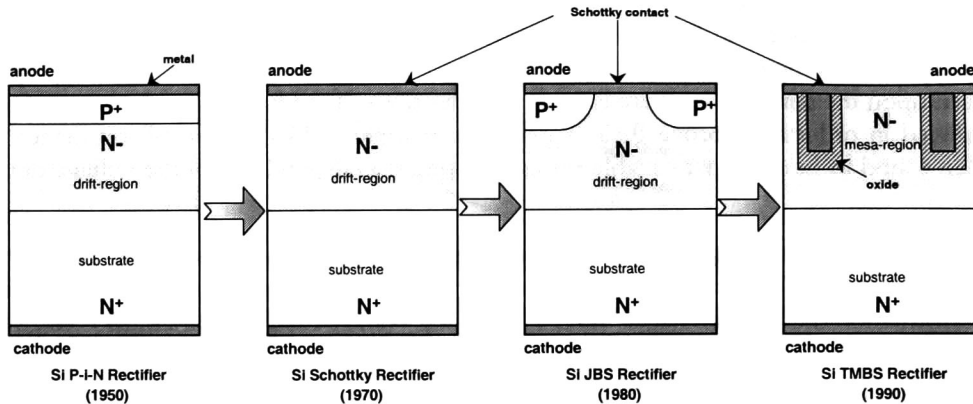 Schottky contact
anode
metal
anode
anode
anode
P+
P+
P+
N-
N-
N-
N-
drift-region
drift-region
drift-region
mesa-region
oxide
substrate
substrate
substrate
substrate
N+
N+
N+
N+
cathode
cathode
cathode
cathode
Si P-i-N Rectifier
(1950)
Si Schottky Rectifier
(1970)
Si JBS Rectifier
(1980)
Si TMBS Rectifier
(1990)